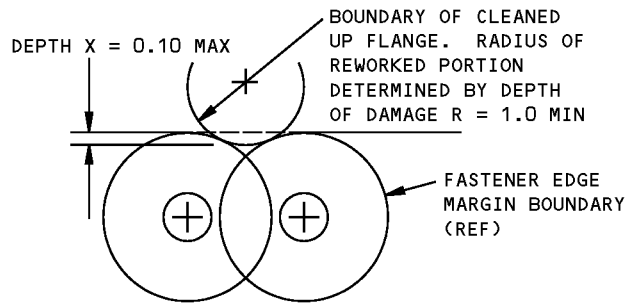 DEPTH X = 0.10 MAX
BOUNDARY OF CLEANED
UP FLANGE. RADIUS OF
REWORKED PORTION
DETERMINED BY DEPTH
OF DAMAGE R = 1.0 MIN
FASTENER EDGE
MARGIN BOUNDARY
(REF)